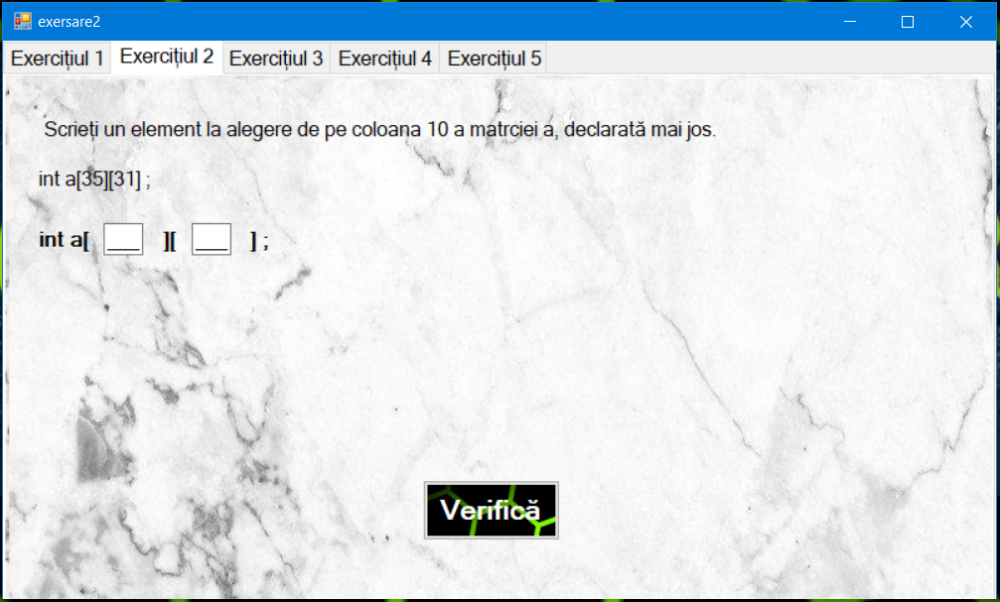 exersare2
Exercițiul 1 Exercițiul 2 Exercițiul 3 Exercițiul 4 Exercițiul 5
Scrieți un element la alegere de pe coloana 10 a matrciei a, declarată mai jos.
int a[35][31] ;
int a[ ___ ][ ___ ] ;
Verifică